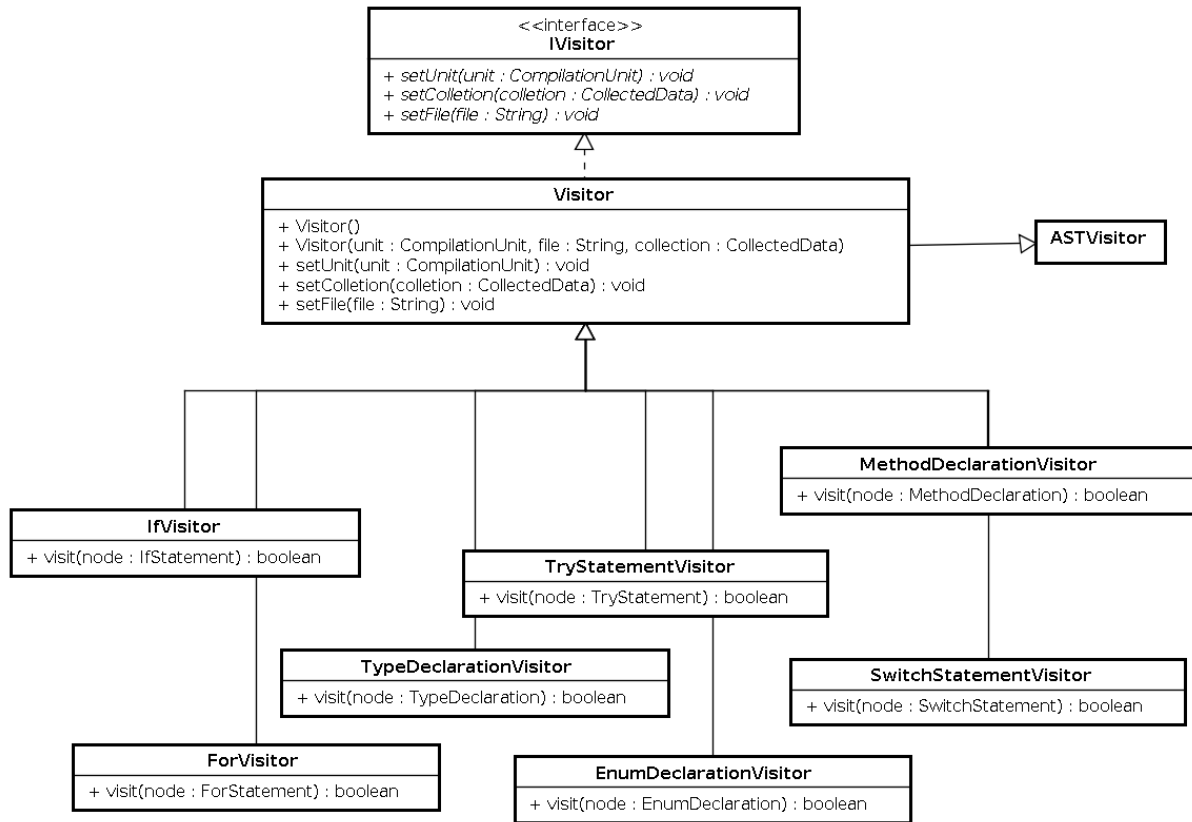 <<interface>>
IVisitor
+ setUnit(unit : CompilationUnit) : void
+ setColletion(colletion : CollectedData) : void
+ setFile(file : String) : void
Visitor
+ Visitor()
+ Visitor(unit : CompilationUnit, file : String, collection : CollectedData)
+ setUnit(unit : CompilationUnit) : void
+ setColletion(colletion : CollectedData) : void
+ setFile(file : String) : void
ASTVisitor
MethodDeclarationVisitor
+ visit(node : MethodDeclaration) : boolean
IfVisitor
+ visit(node : IfStatement) : boolean
TryStatementVisitor
+ visit(node : TryStatement) : boolean
TypeDeclarationVisitor
+ visit(node : TypeDeclaration) : boolean
SwitchStatementVisitor
+ visit(node : SwitchStatement) : boolean
ForVisitor
+ visit(node : ForStatement) : boolean
EnumDeclarationVisitor
+ visit(node : EnumDeclaration) : boolean